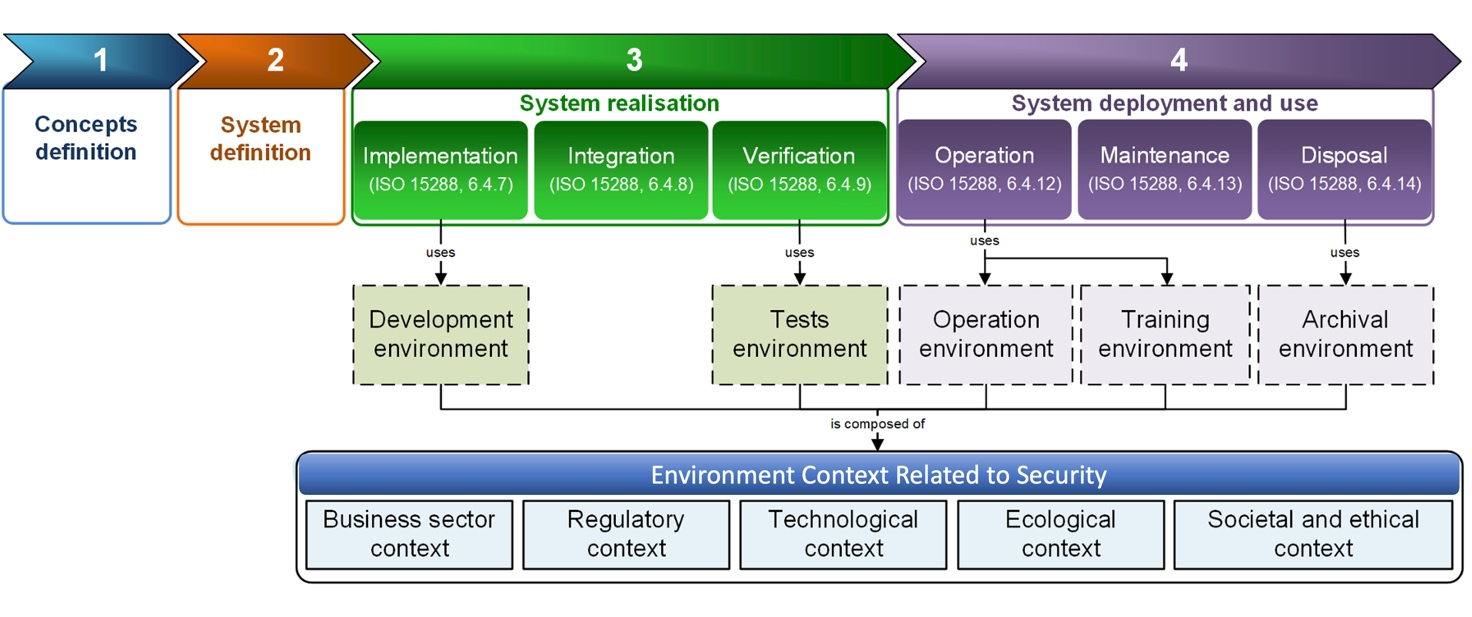 1
2
3
4
Concepts
definition
System
definition
System realisation
Implementation
(ISO 15288, 6.4.7)
Integration
(ISO 15288, 6.4.8)
Verification
(ISO 15288, 6.4.9)
System deployment and use
Operation
(ISO 15288, 6.4.12)
Maintenance
(ISO 15288, 6.4.13)
Disposal
(ISO 15288, 6.4.14)
uses
uses
uses
uses
Development
environment
Tests
environment
Operation
environment
Training
environment
Archival
environment
is composed of
Environment Context Related to Security
Business sector
context
Regulatory
context
Technological
context
Ecological
context
Societal and ethical
context